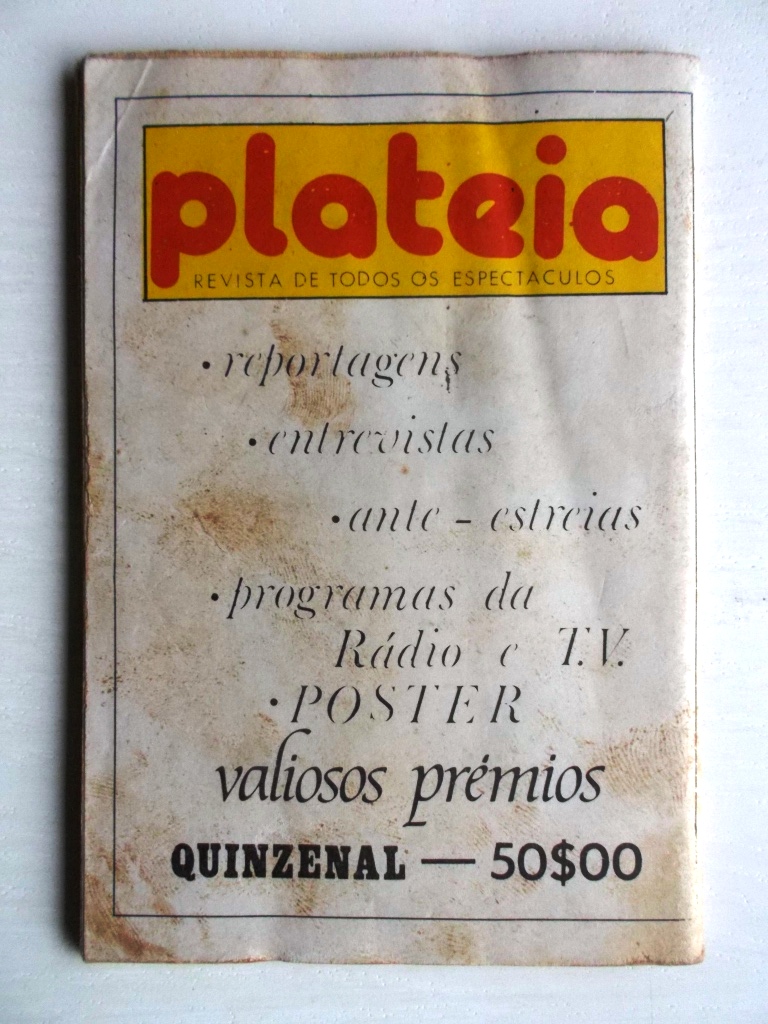 plateia
REVISTA DE TODOS OS ESPECTACULOS
• reportagens
• entrevistas
• ante - estreias
• programas da
Rádio e T.V.
• POSTER
valiosos prémios
QUINZENAL — 50$00